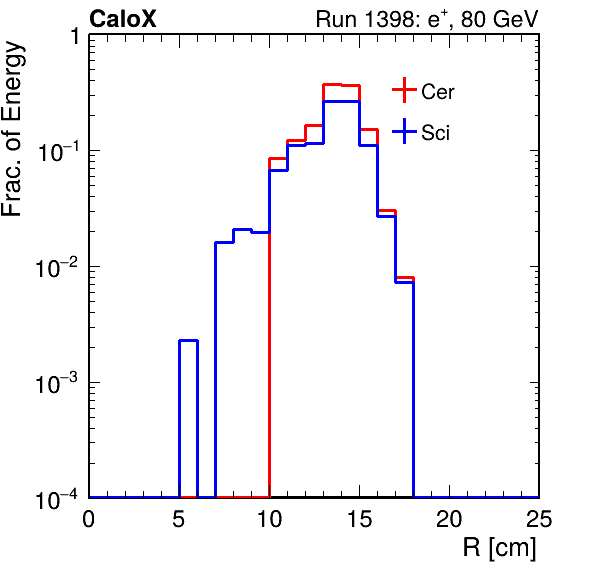 CaloX Run 1398: e⁺, 80 GeV
Frac. of Energy
1
10⁻¹
10⁻²
10⁻³
10⁻⁴
Cer
Sci
0 5 10 15 20 25
R [cm]